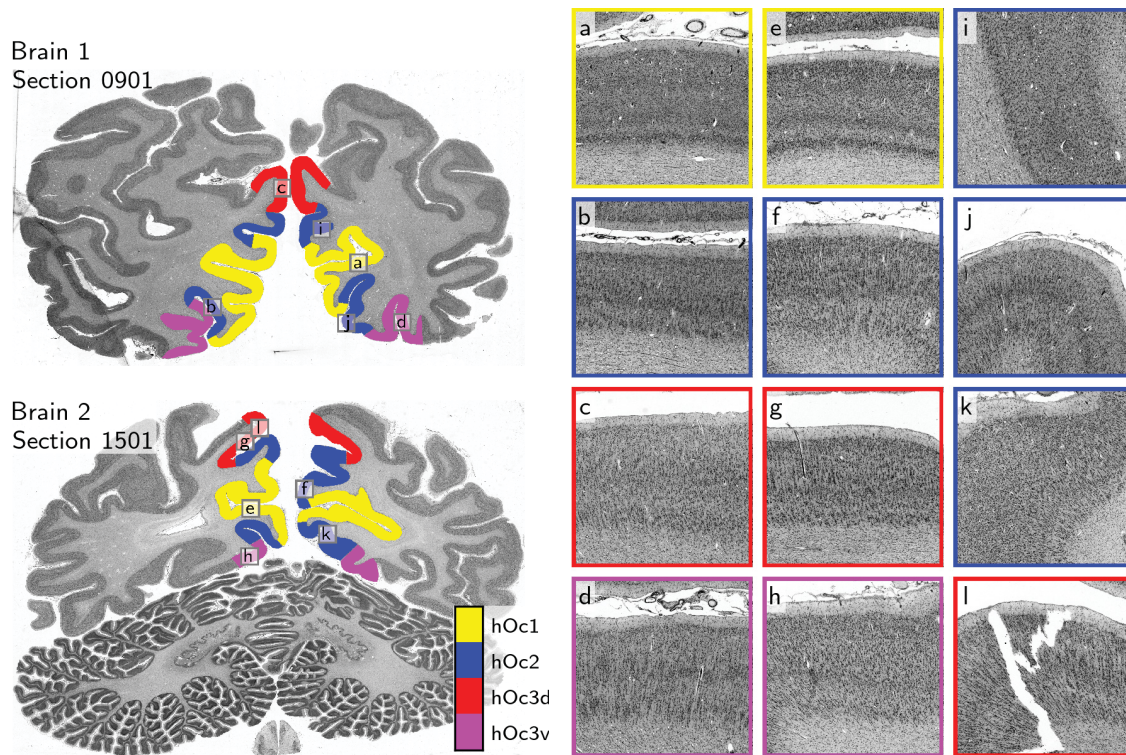 Brain 1
Section 0901
c
i
a
b
j
d
Brain 2
Section 1501
l
g
f
e
k
h
hOc1
hOc2
hOc3d
hOc3v
a
e
i
b
f
j
c
g
k
d
h
l